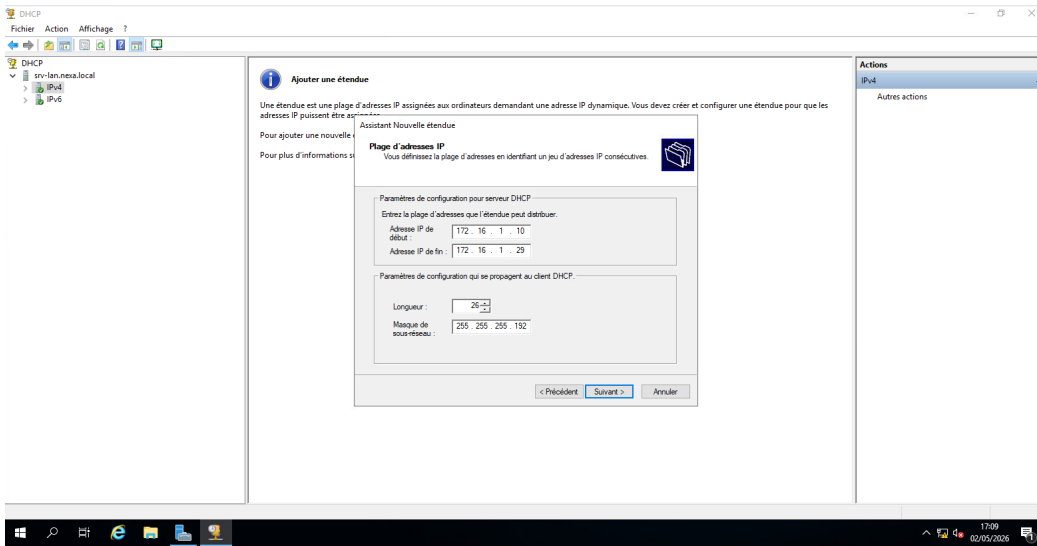 DHCP
Fichier Action Affichage ?
DHCP
srv-lan.nexa.local
IPv4
IPv6
Ajouter une étendue
Une étendue est une plage d'adresses IP assignées aux ordinateurs demandant une adresse IP dynamique. Vous devez créer et configurer une étendue pour que les
adresses IP puissent être
Pour ajouter une nouvelle
Pour plus d'informations
Assistant Nouvelle étendue
Plage d'adresses IP
Vous définissez la plage d'adresses en identifiant un jeu d'adresses IP consécutives.
Paramètres de configuration pour serveur DHCP
Entrez la plage d'adresses que l'étendue peut distribuer.
Adresse IP de
début :
172 . 16 . 1 . 10
Adresse IP de fin :
172 . 16 . 1 . 29
Paramètres de configuration qui se propagent au client DHCP.
Longueur :
26
Masque de
sous-réseau :
255 . 255 . 255 . 192
< Précédent
Suivant >
Annuler
Actions
IPv4
Autres actions
17:09
02/05/2026